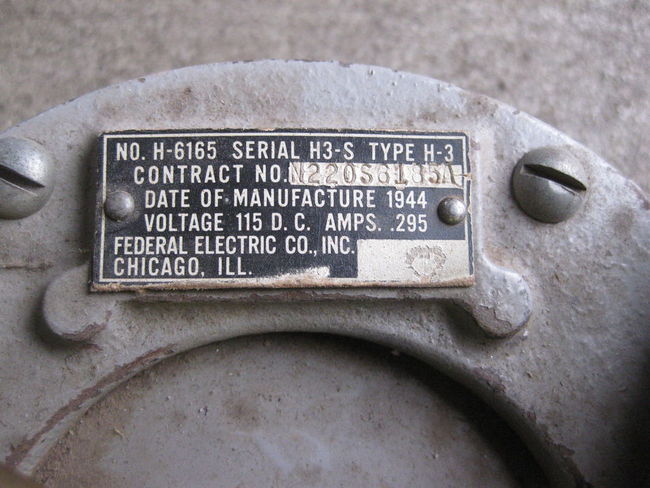 NO. H-6165 SERIAL H3-S TYPE H-3
CONTRACT NO. N220S6185A
DATE OF MANUFACTURE 1944
VOLTAGE 115 D.C. AMPS. .295
FEDERAL ELECTRIC CO., INC.
CHICAGO, ILL.